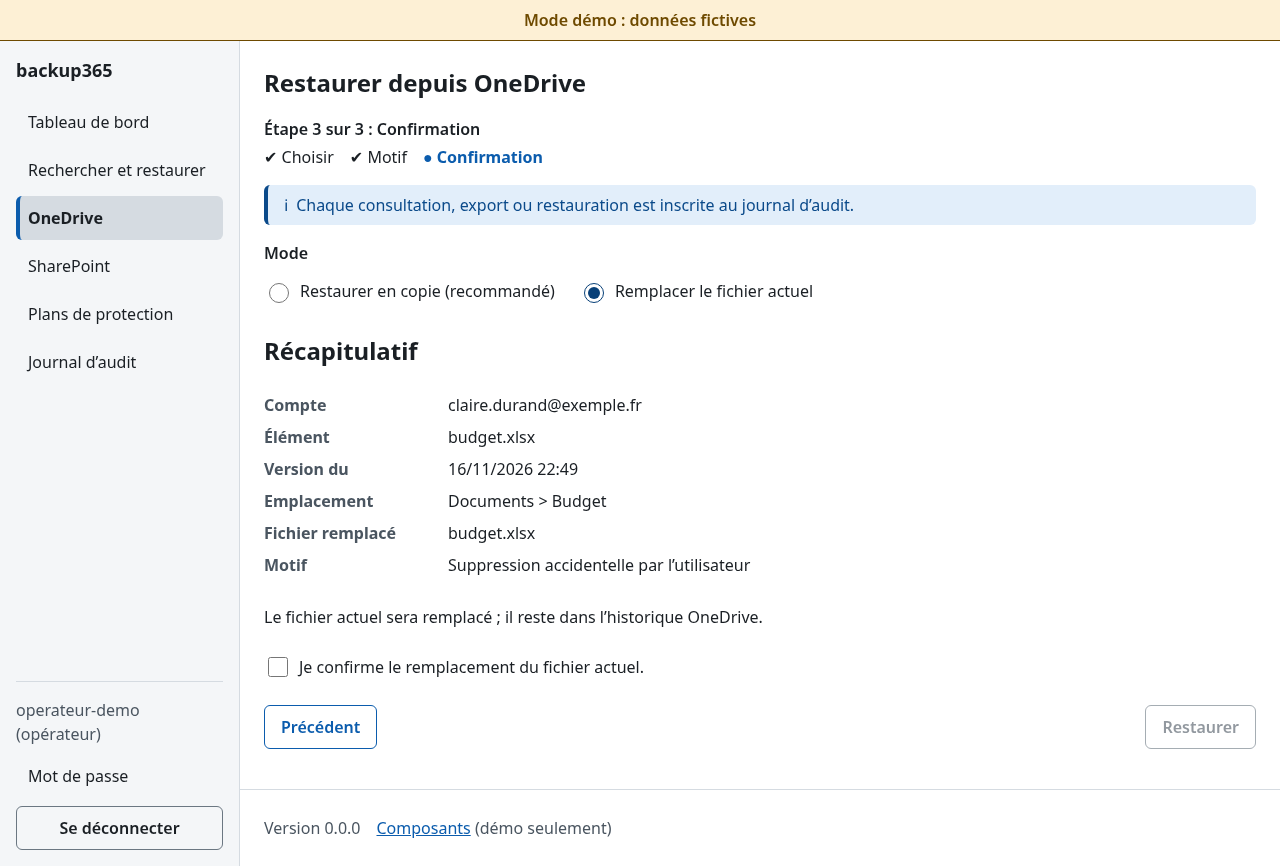 Mode démo : données fictives
backup365
Tableau de bord
Rechercher et restaurer
OneDrive
SharePoint
Plans de protection
Journal d’audit
operateur-demo
(opérateur)
Mot de passe
Se déconnecter
Restaurer depuis OneDrive
Étape 3 sur 3 : Confirmation
✔ Choisir ✔ Motif ● Confirmation
i Chaque consultation, export ou restauration est inscrite au journal d’audit.
Mode
Restaurer en copie (recommandé) Remplacer le fichier actuel
Récapitulatif
Compte claire.durand@exemple.fr
Élément budget.xlsx
Version du 16/11/2026 22:49
Emplacement Documents > Budget
Fichier remplacé budget.xlsx
Motif Suppression accidentelle par l’utilisateur
Le fichier actuel sera remplacé ; il reste dans l’historique OneDrive.
Je confirme le remplacement du fichier actuel.
Précédent Restaurer
Version 0.0.0 Composants (démo seulement)